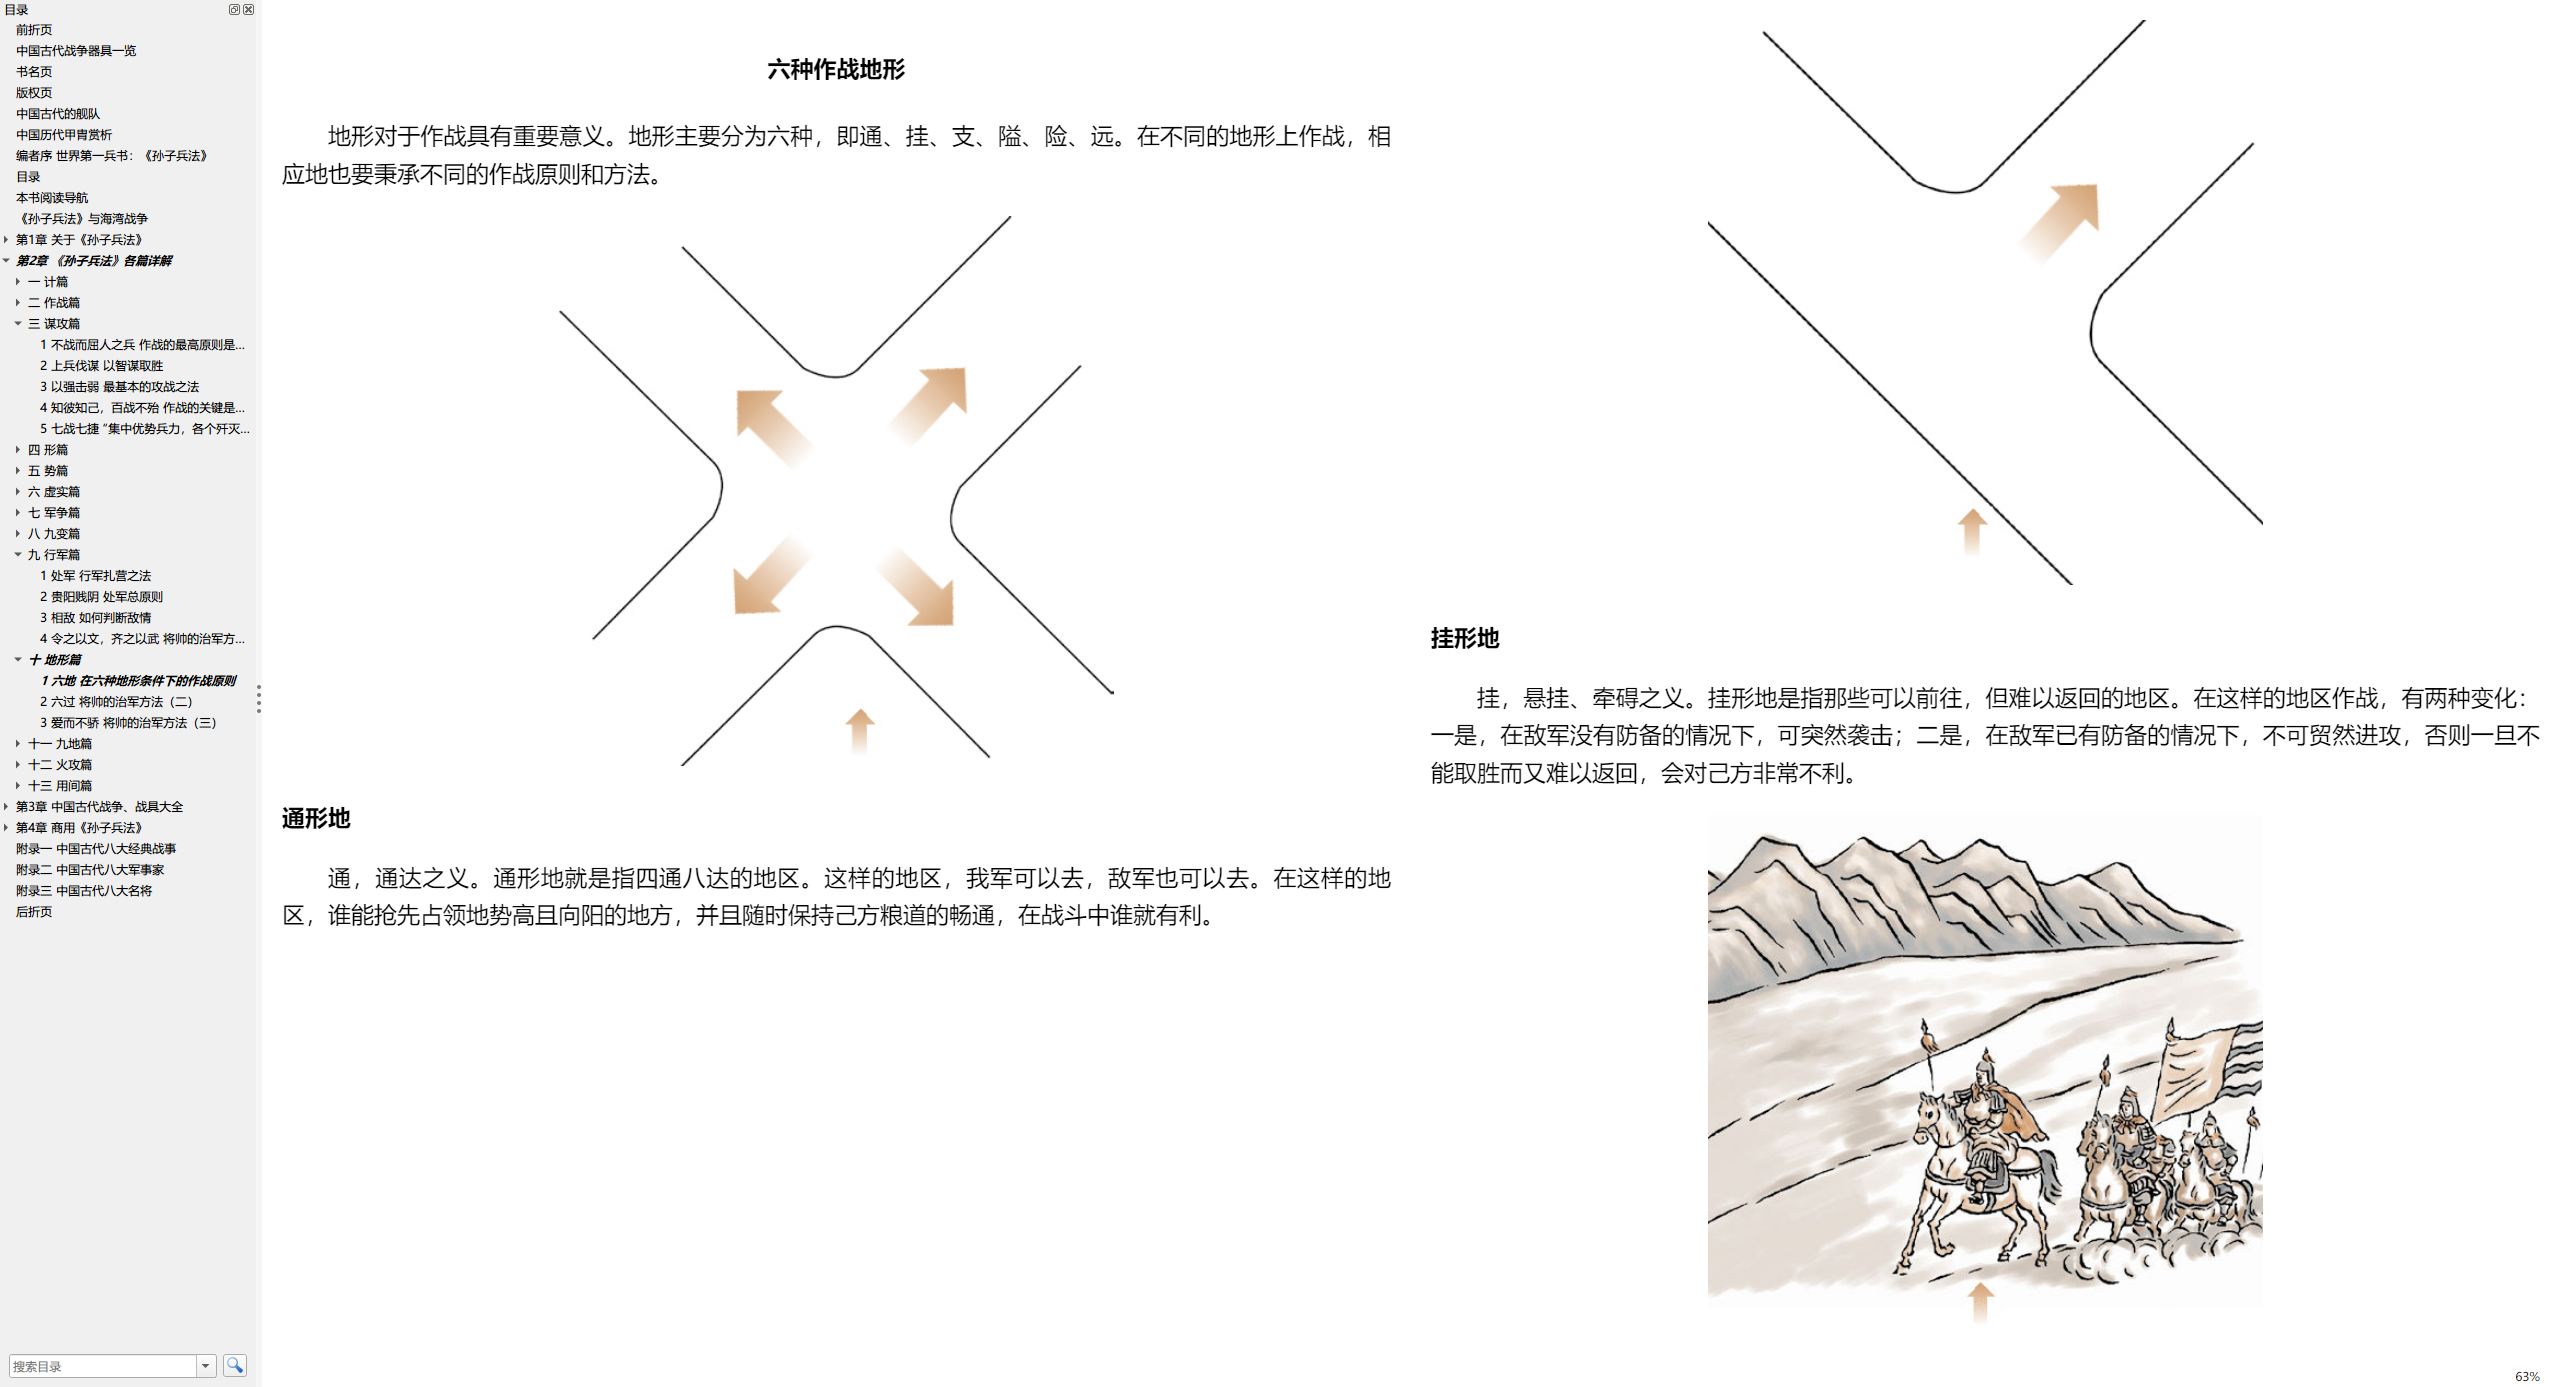 目录
前折页
中国古代战争器具一览
书名页
版权页
中国古代的舰队
中国历代甲胄赏析
编者序 世界第一兵书：《孙子兵法》
目录
本书阅读导航
《孙子兵法》与海湾战争
第1章 关于《孙子兵法》
第2章 《孙子兵法》各篇详解
一 计篇
二 作战篇
三 谋攻篇
1 不战而屈人之兵 作战的最高原则是...
2 上兵伐谋 以智谋取胜
3 以强击弱 最基本的攻战之法
4 知彼知己，百战不殆 作战的关键是...
5 七战七捷 “集中优势兵力，各个歼灭...
四 形篇
五 势篇
六 虚实篇
七 军争篇
八 九变篇
九 行军篇
1 处军 行军扎营之法
2 贵阳贱阴 处军总原则
3 相敌 如何判断敌情
4 令之以文，齐之以武 将帅的治军方...
十 地形篇
1 六地 在六种地形条件下的作战原则
2 六过 将帅的治军方法（二）
3 爱而不骄 将帅的治军方法（三）
十一 九地篇
十二 火攻篇
十三 用间篇
第3章 中国古代战争、战具大全
第4章 商用《孙子兵法》
附录一 中国古代八大经典战事
附录二 中国古代八大军事家
附录三 中国古代八大名将
后折页
搜索目录
六种作战地形
地形对于作战具有重要意义。地形主要分为六种，即通、挂、支、隘、险、远。在不同的地形上作战，相
应地也要秉承不同的作战原则和方法。
通形地
通，通达之义。通形地就是指四通八达的地区。这样的地区，我军可以去，敌军也可以去。在这样的地
区，谁能抢先占领地势高且向阳的地方，并且随时保持己方粮道的畅通，在战斗中谁就有利。
挂形地
挂，悬挂、牵碍之义。挂形地是指那些可以前往，但难以返回的地区。在这样的地区作战，有两种变化：
一是，在敌军没有防备的情况下，可突然袭击；二是，在敌军已有防备的情况下，不可贸然进攻，否则一旦不
能取胜而又难以返回，会对己方非常不利。
63%